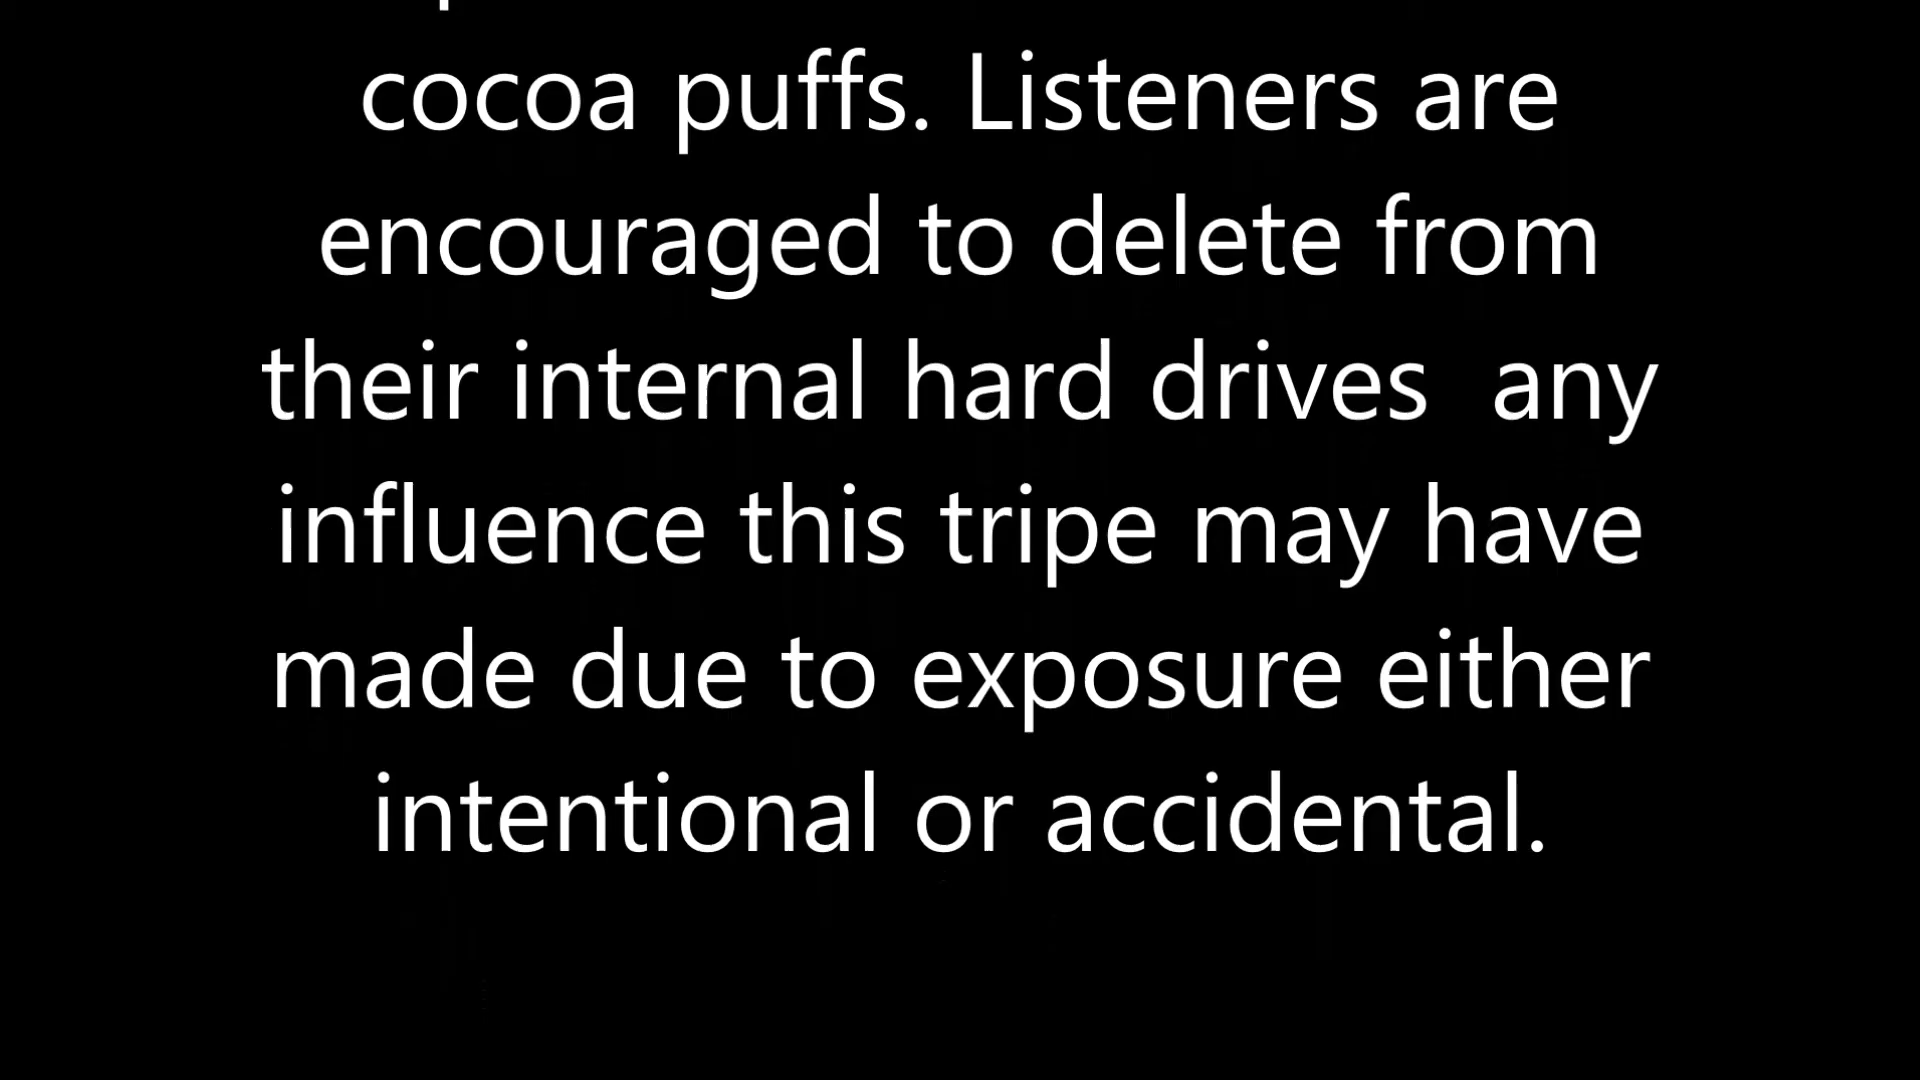 cocoa puffs. Listeners are
encouraged to delete from
their internal hard drives  any
influence this tripe may have
made due to exposure either
intentional or accidental.